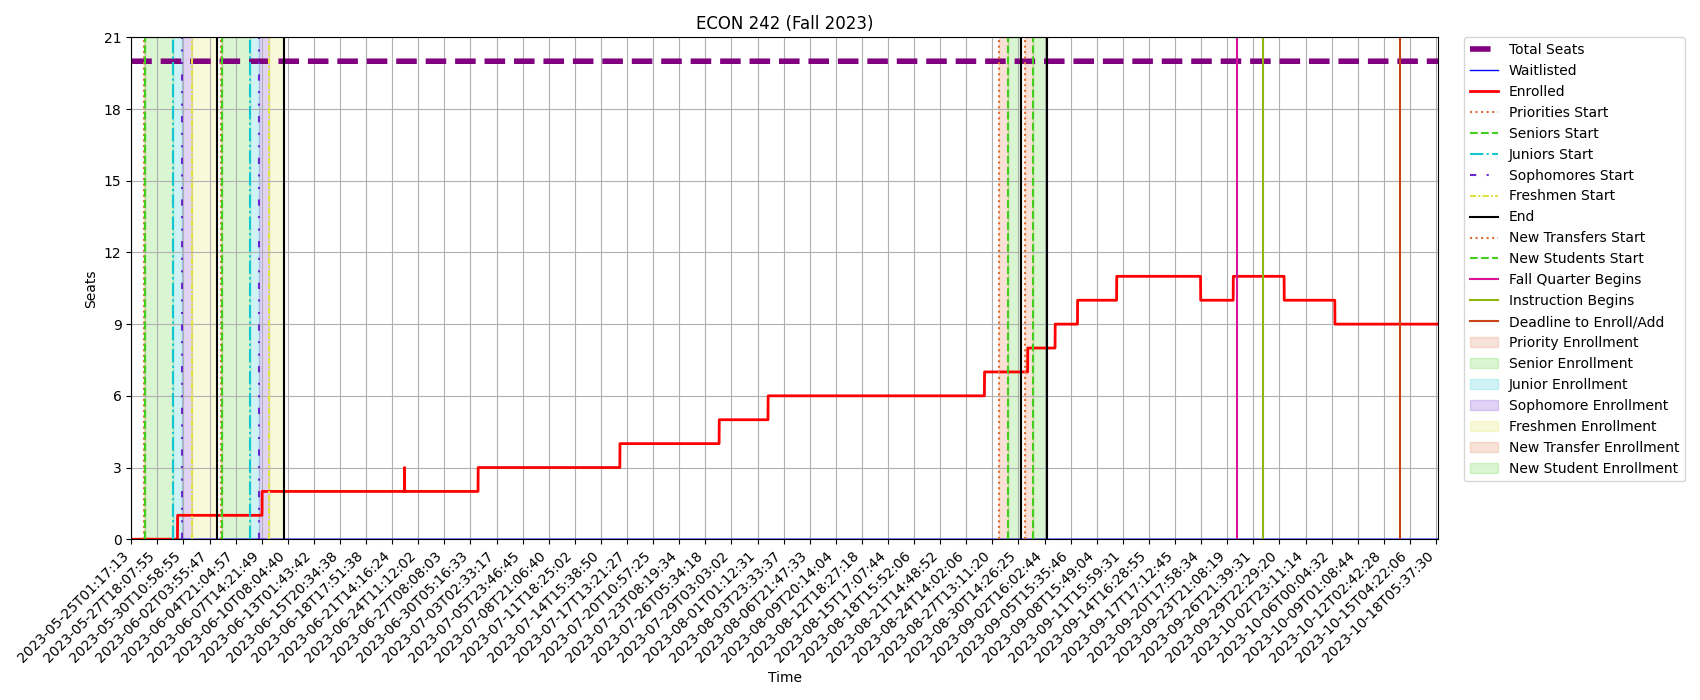 ECON 242 (Fall 2023)
Seats
21
18
15
12
9
6
3
0
2023-05-25T01:17:13
2023-05-27T18:07:55
2023-05-30T10:58:55
2023-06-02T03:55:47
2023-06-04T21:04:57
2023-06-07T14:21:49
2023-06-10T08:04:40
2023-06-13T01:43:42
2023-06-15T20:34:38
2023-06-18T17:51:38
2023-06-21T14:16:24
2023-06-24T11:12:02
2023-06-27T08:08:03
2023-06-30T05:16:33
2023-07-03T02:33:17
2023-07-05T23:46:45
2023-07-08T21:06:40
2023-07-11T18:25:02
2023-07-14T15:38:50
2023-07-17T13:21:27
2023-07-20T10:57:25
2023-07-23T08:19:34
2023-07-26T05:34:18
2023-07-29T03:03:02
2023-08-01T01:12:31
2023-08-03T23:33:37
2023-08-06T21:47:33
2023-08-09T20:14:04
2023-08-12T18:27:18
2023-08-15T17:07:44
2023-08-18T15:52:06
2023-08-21T14:48:52
2023-08-24T14:02:06
2023-08-27T13:11:20
2023-08-30T14:26:25
2023-09-02T16:02:44
2023-09-05T15:35:46
2023-09-08T15:49:04
2023-09-11T15:59:31
2023-09-14T16:28:55
2023-09-17T17:12:45
2023-09-20T17:58:34
2023-09-23T21:08:19
2023-09-26T21:39:31
2023-09-29T22:29:20
2023-10-02T23:11:14
2023-10-06T00:04:32
2023-10-09T01:08:44
2023-10-12T02:42:28
2023-10-15T04:22:06
2023-10-18T05:37:30
Time
Total Seats
Waitlisted
Enrolled
Priorities Start
Seniors Start
Juniors Start
Sophomores Start
Freshmen Start
End
New Transfers Start
New Students Start
Fall Quarter Begins
Instruction Begins
Deadline to Enroll/Add
Priority Enrollment
Senior Enrollment
Junior Enrollment
Sophomore Enrollment
Freshmen Enrollment
New Transfer Enrollment
New Student Enrollment